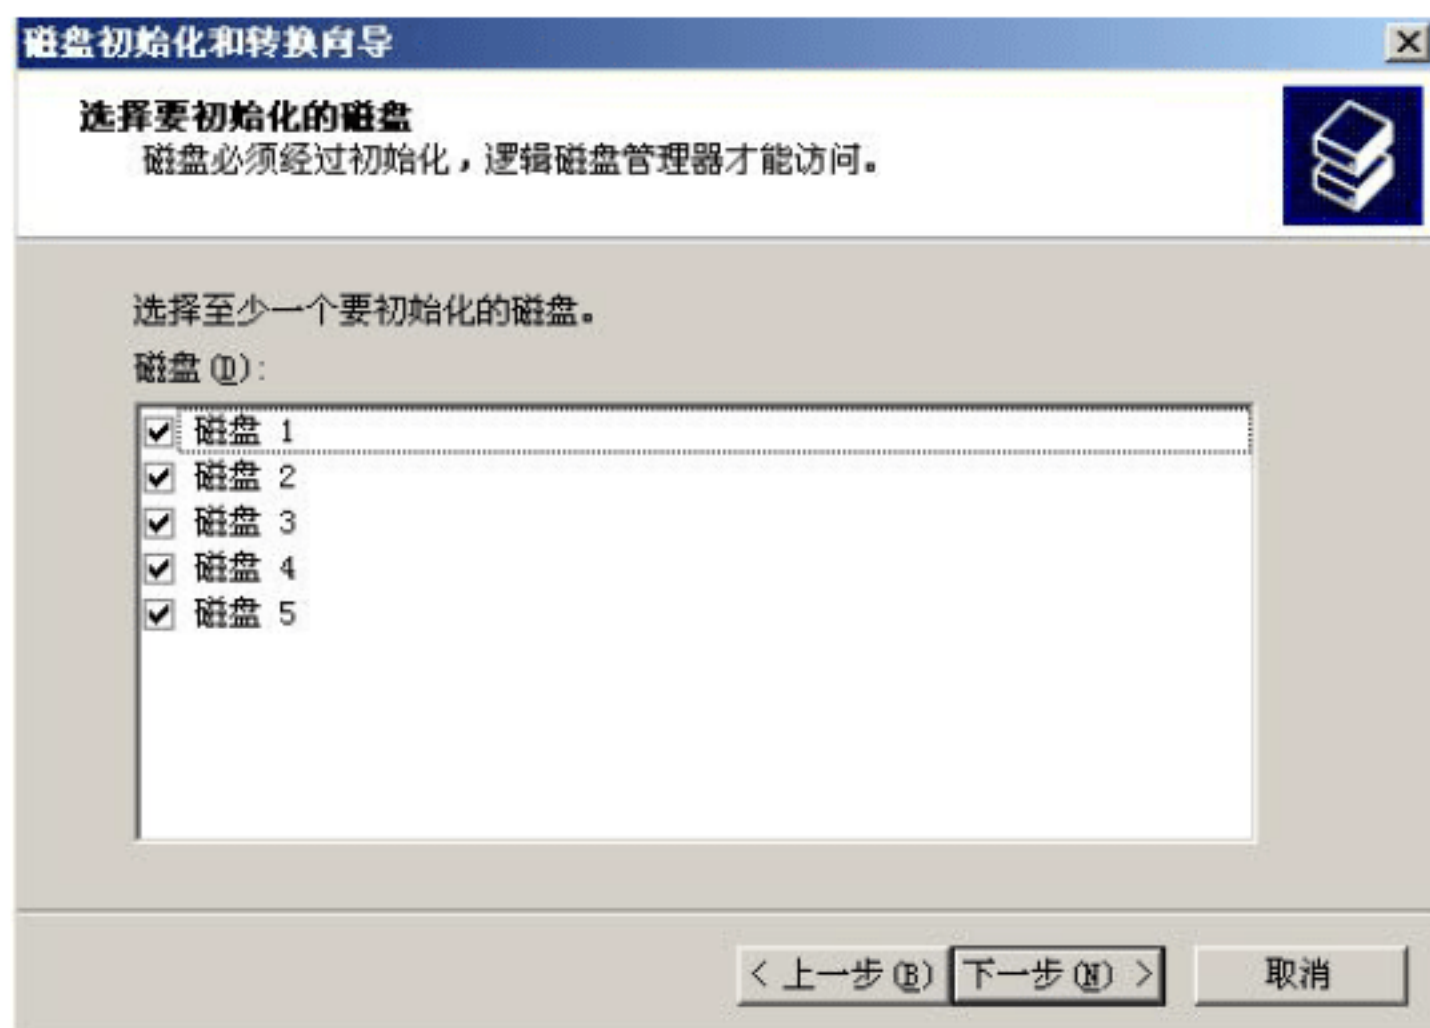 磁盘初始化和转换向导
选择要初始化的磁盘
磁盘必须经过初始化，逻辑磁盘管理器才能访问。
选择至少一个要初始化的磁盘。
磁盘(D):
磁盘 1
磁盘 2
磁盘 3
磁盘 4
磁盘 5
< 上一步(B) 下一步(N) > 取消